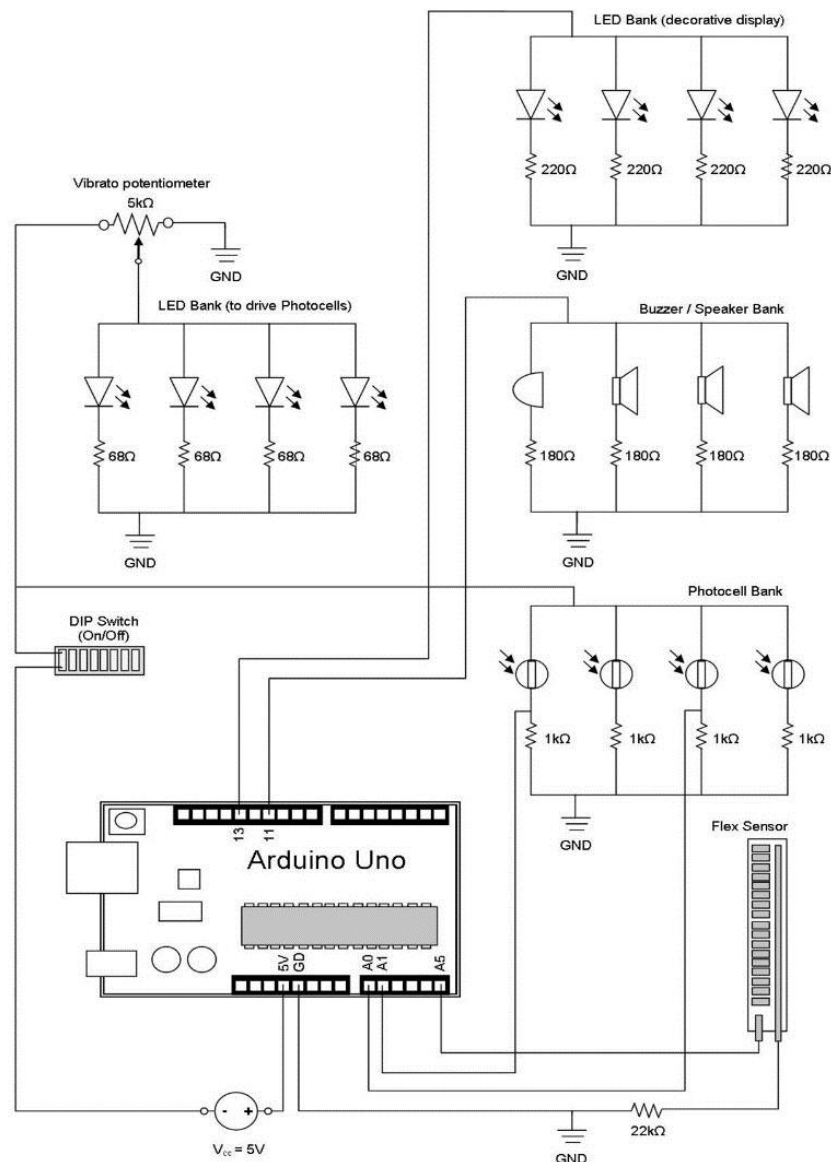 LED Bank (decorative display)
220Ω 220Ω 220Ω 220Ω
GND
Vibrato potentiometer
5kΩ
GND
LED Bank (to drive Photocells)
68Ω 68Ω 68Ω 68Ω
GND
Buzzer / Speaker Bank
180Ω 180Ω 180Ω 180Ω
GND
DIP Switch
(On/Off)
Photocell Bank
1kΩ 1kΩ 1kΩ 1kΩ
GND
13 11
Arduino Uno
5V GD A0 A1 A5
Flex Sensor
- +
Vcc = 5V
22kΩ
GND